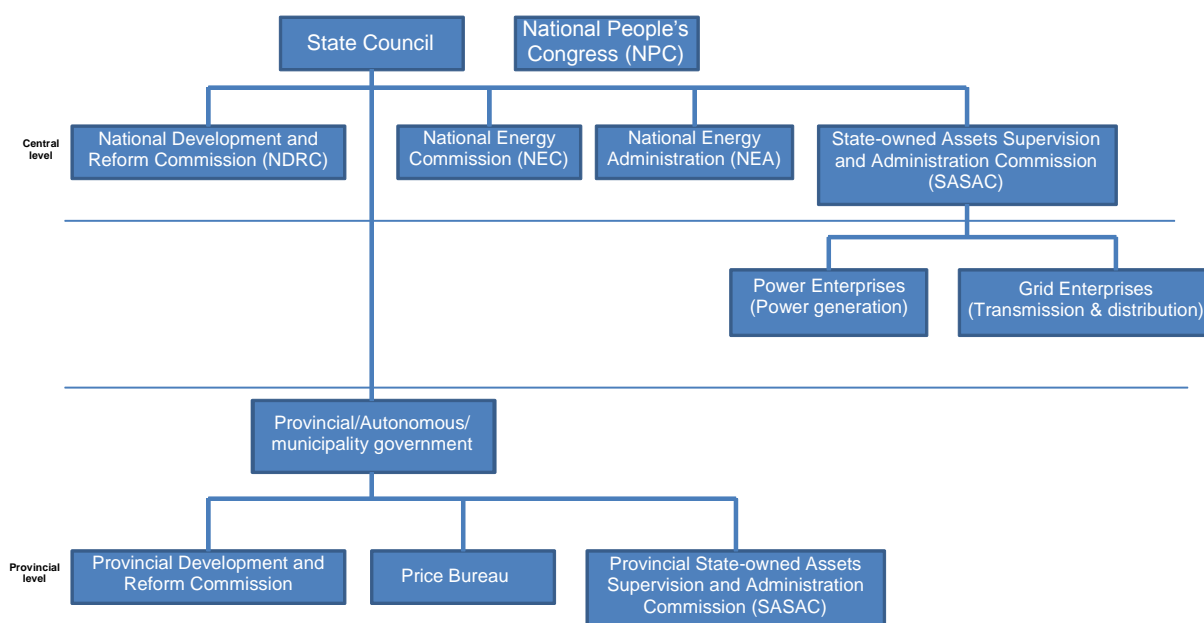 State Council
National People's
Congress (NPC)
Central
level
National Development and
Reform Commission (NDRC)
National Energy
Commission (NEC)
National Energy
Administration (NEA)
State-owned Assets Supervision
and Administration Commission
(SASAC)
Power Enterprises
(Power generation)
Grid Enterprises
(Transmission & distribution)
Provincial/Autonomous/
municipality government
Provincial
level
Provincial Development and
Reform Commission
Price Bureau
Provincial State-owned Assets
Supervision and Administration
Commission (SASAC)